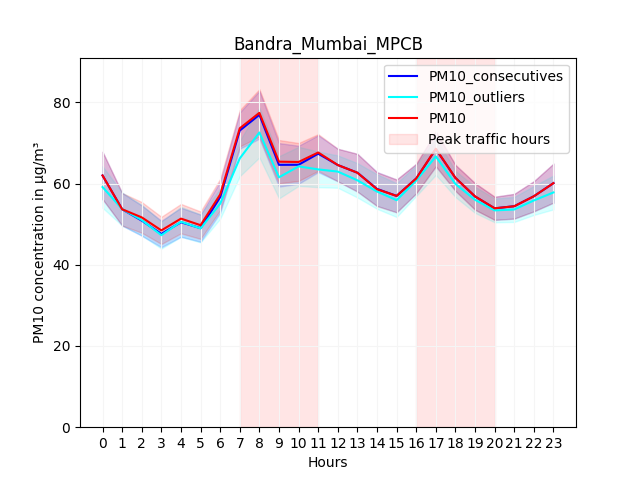 Bandra_Mumbai_MPCB
PM10_consecutives
PM10_outliers
PM10
Peak traffic hours
PM10 concentration in µg/m³
80
60
40
20
0
0 1 2 3 4 5 6 7 8 9 10 11 12 13 14 15 16 17 18 19 20 21 22 23
Hours